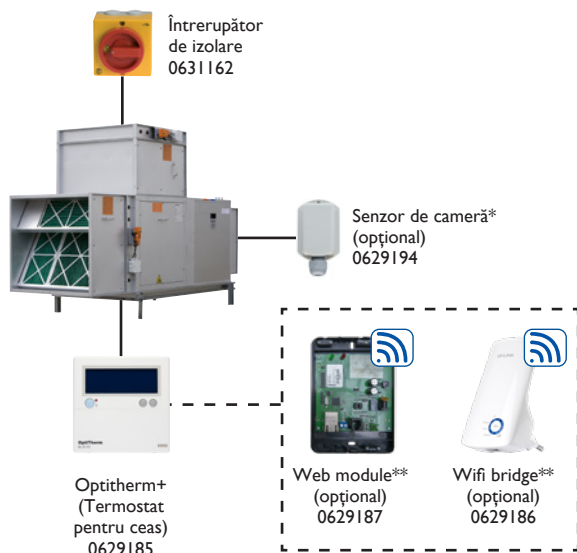 Întrerupător
de izolare
0631162
Senzor de cameră*
(opțional)
0629194
OptiTherm
Web module**
(opțional)
0629187
Wifi bridge**
(opțional)
0629186
Optitherm+
(Termostat
pentru ceas)
0629185